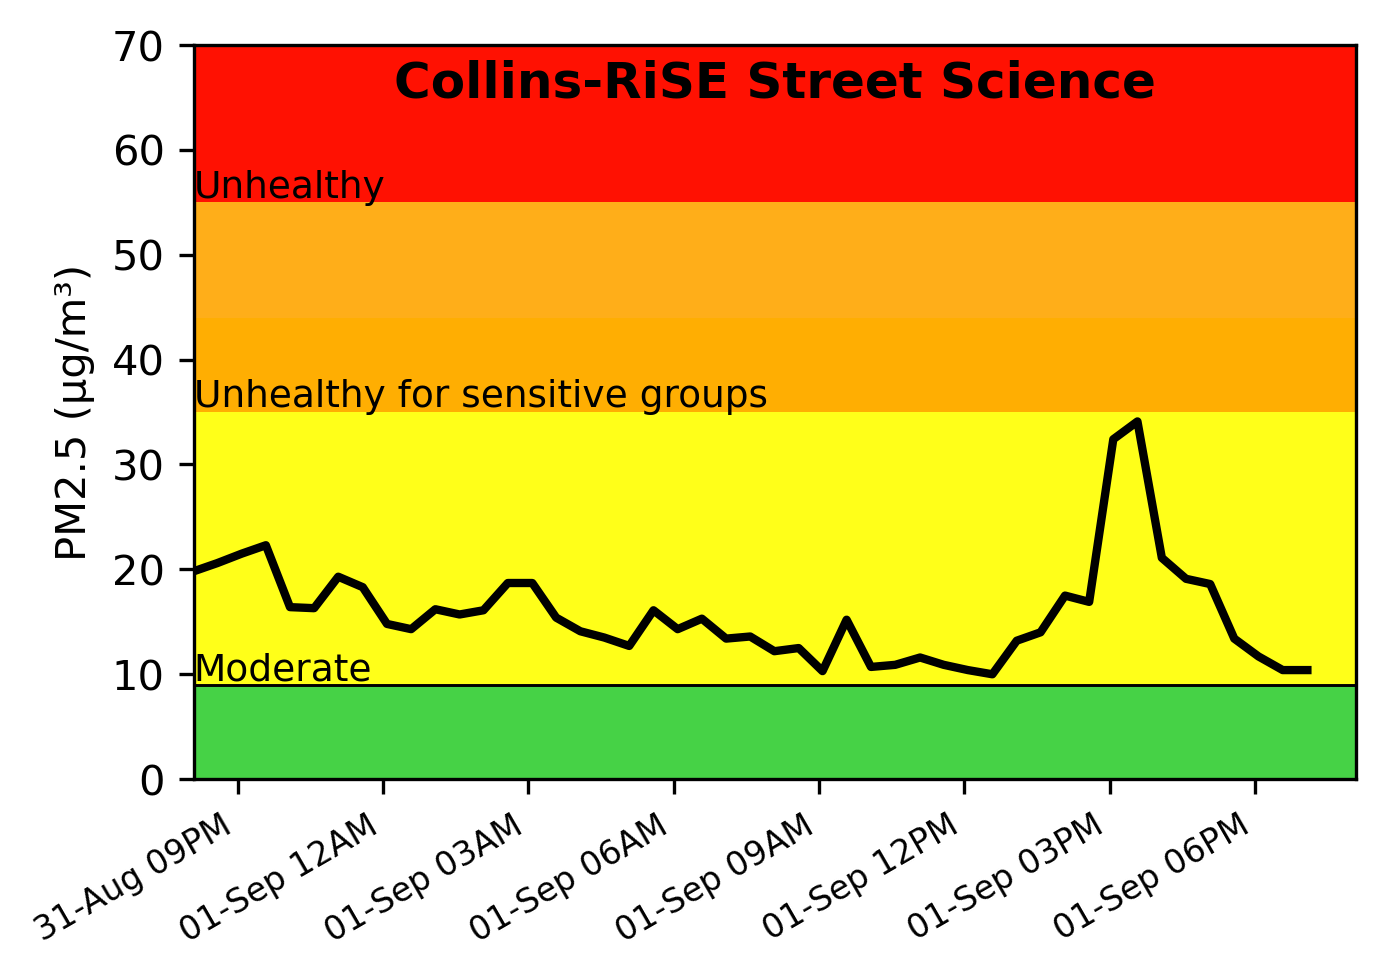 Collins-RiSE Street Science
70
60
50
40
30
20
10
0
PM2.5 (µg/m³)
Unhealthy
Unhealthy for sensitive groups
Moderate
31-Aug 09PM
01-Sep 12AM
01-Sep 03AM
01-Sep 06AM
01-Sep 09AM
01-Sep 12PM
01-Sep 03PM
01-Sep 06PM